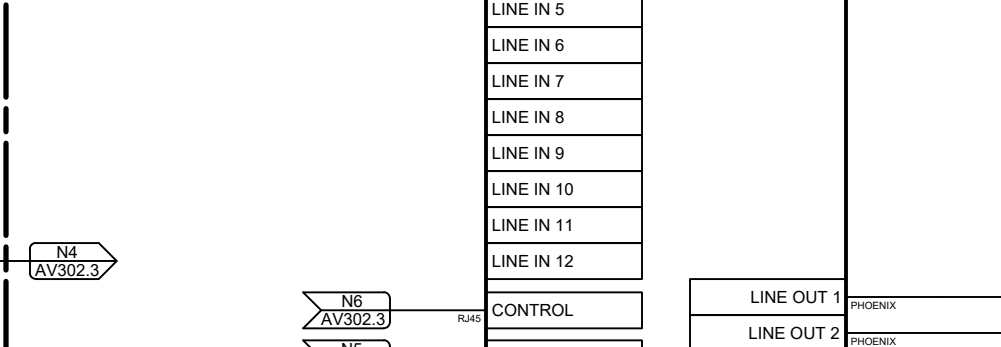 LINE IN 5
LINE IN 6
LINE IN 7
LINE IN 8
LINE IN 9
LINE IN 10
LINE IN 11
LINE IN 12
N4
AV302.3
N6
AV302.3
RJ45
CONTROL
LINE OUT 1
PHOENIX
LINE OUT 2
PHOENIX
N5